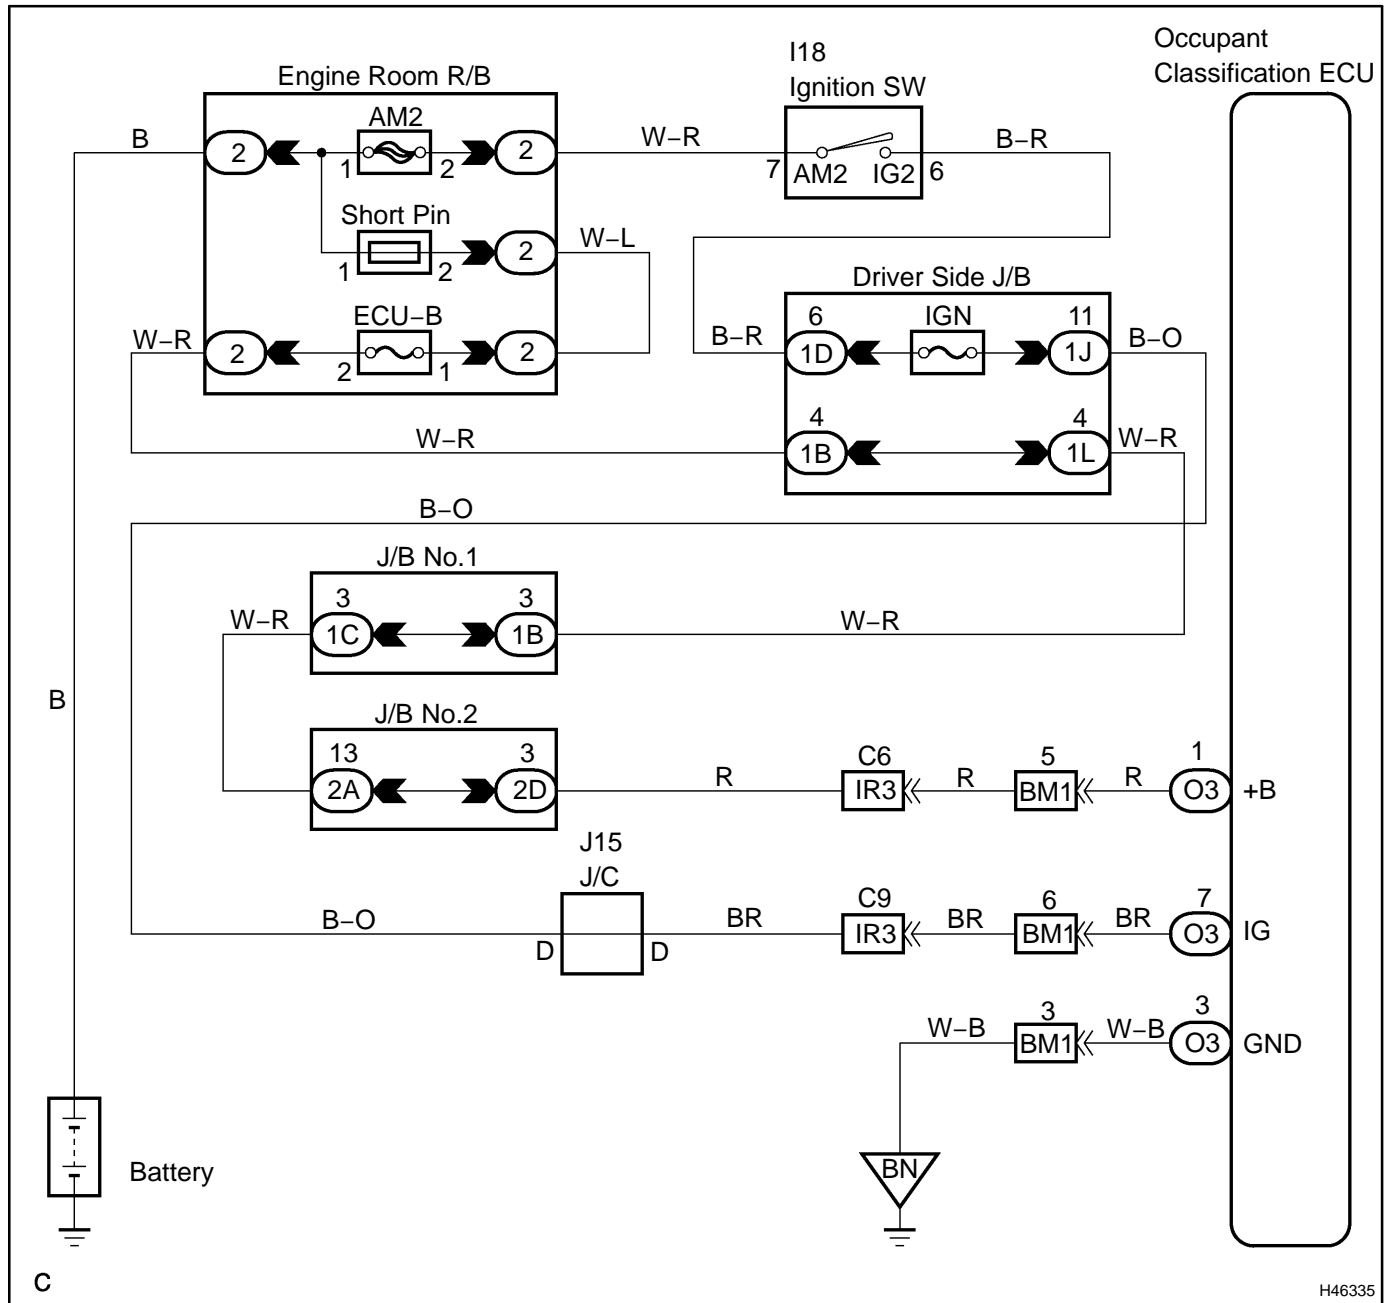 Occupant
Classification ECU
I18
Ignition SW
Engine Room R/B
AM2
B
2
1
2
2
W–R
7
AM2
IG2
6
B–R
Short Pin
1
2
2
W–L
Driver Side J/B
ECU–B
W–R
2
2
1
2
B–R
6
1D
IGN
11
1J
B–O
W–R
4
1B
4
1L
W–R
B–O
J/B No.1
W–R
3
1C
3
1B
W–R
B
J/B No.2
13
2A
3
2D
R
C6
IR3
R
5
BM1
R
1
O3
+B
J15
J/C
B–O
D
D
BR
C9
IR3
BR
6
BM1
BR
7
O3
IG
W–B
3
BM1
W–B
3
O3
GND
BN
Battery
C
H46335